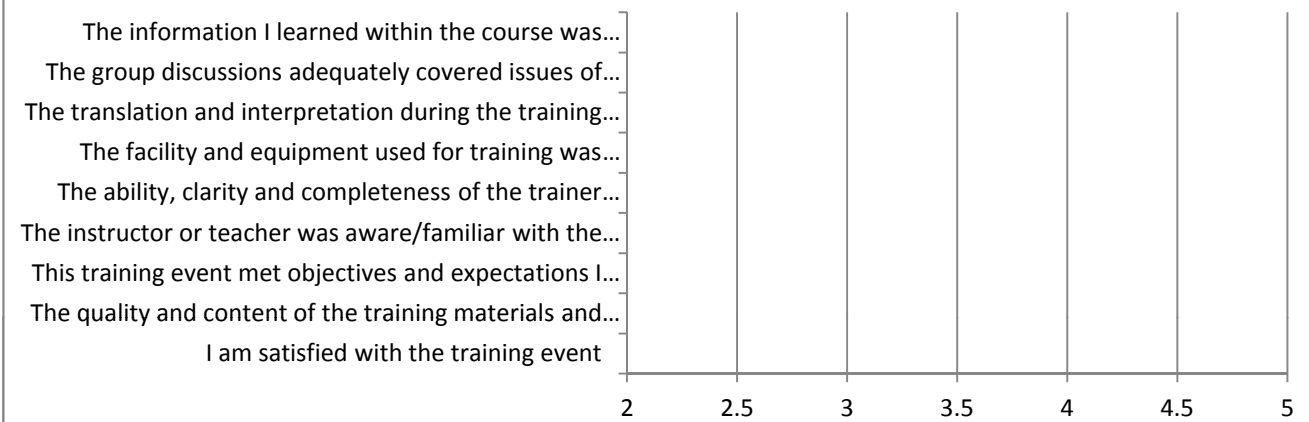 The information I learned within the course was…
The group discussions adequately covered issues of…
The translation and interpretation during the training…
The facility and equipment used for training was…
The ability, clarity and completeness of the trainer…
The instructor or teacher was aware/familiar with the…
This training event met objectives and expectations I…
The quality and content of the training materials and…
I am satisfied with the training event
2 2.5 3 3.5 4 4.5 5